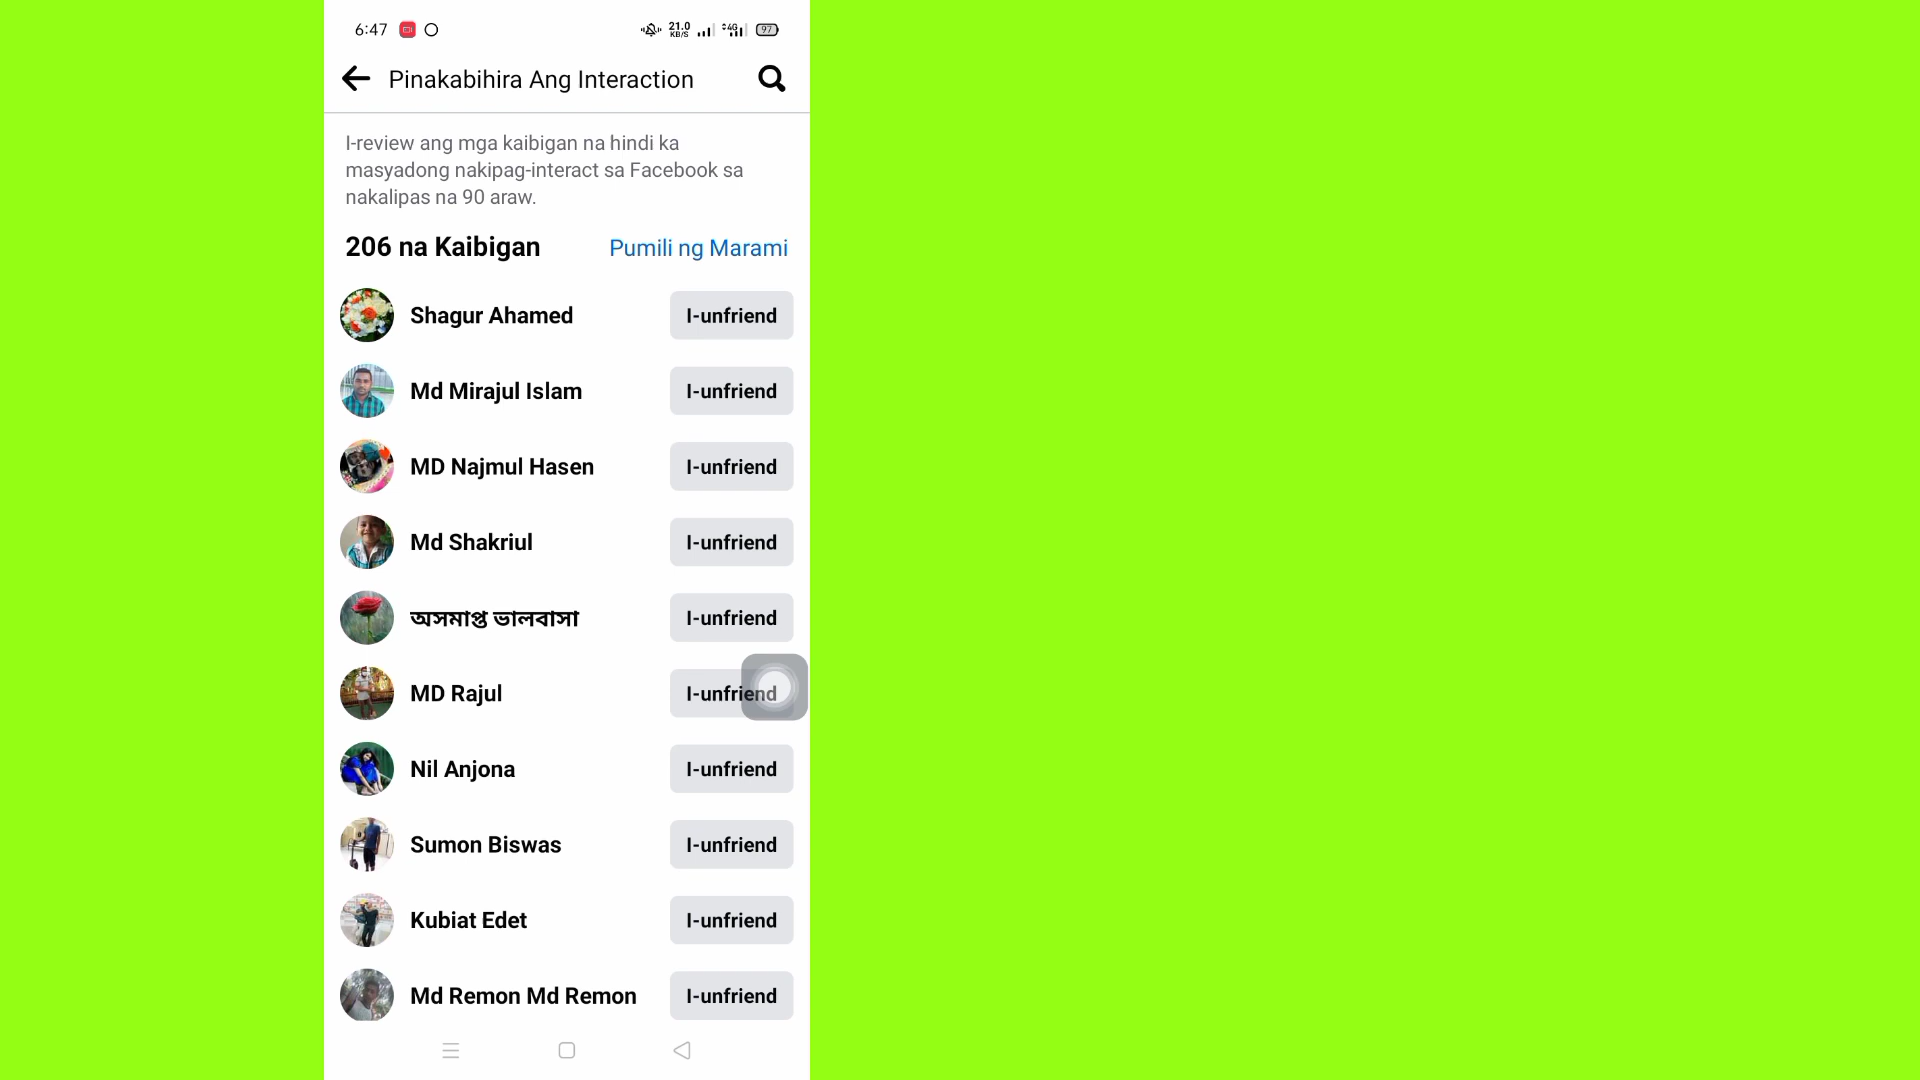 6:47 21.0 KB/S 4G 97
Pinakabihira Ang Interaction
I-review ang mga kaibigan na hindi ka
masyadong nakipag-interact sa Facebook sa
nakalipas na 90 araw.
206 na Kaibigan Pumili ng Marami
Shagur Ahamed I-unfriend
Md Mirajul Islam I-unfriend
MD Najmul Hasen I-unfriend
Md Shakriul I-unfriend
অসমাপ্ত ভালবাসা I-unfriend
MD Rajul I-unfriend
Nil Anjona I-unfriend
Sumon Biswas I-unfriend
Kubiat Edet I-unfriend
Md Remon Md Remon I-unfriend